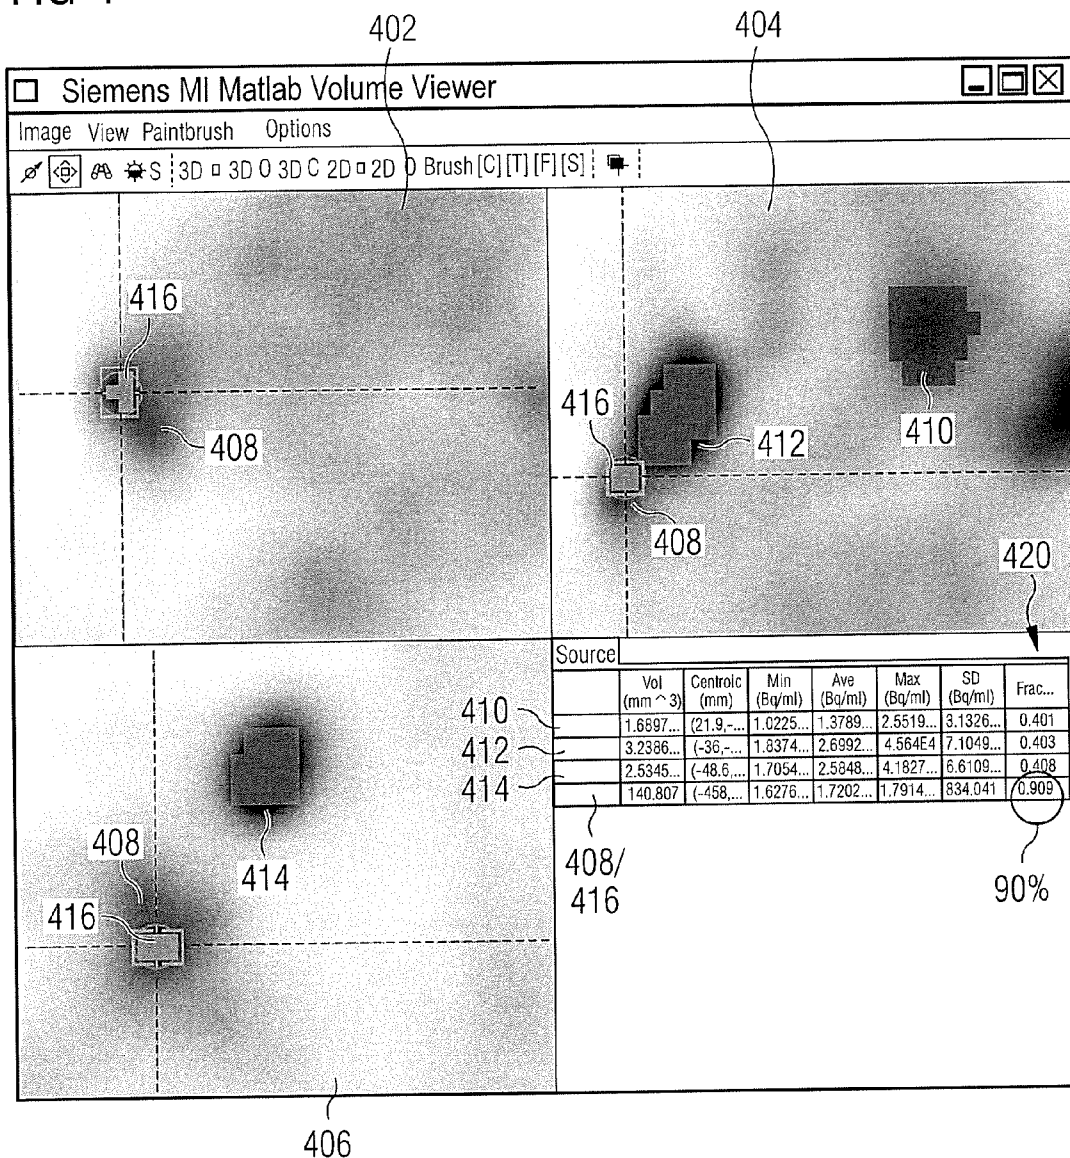 402
404
Siemens MI Matlab Volume Viewer
Image View Paintbrush Options
S 3D 3D O 3D C 2D 2D O Brush [C] [T] [F] [S]
416
408
416
412
410
408
420
Source
Vol (mm ^ 3) Centroic (mm) Min (Bq/ml) Ave (Bq/ml) Max (Bq/ml) SD (Bq/ml) Frac...
410 1.6897... (21.9,-... 1.0225... 1.3789... 2.5519... 3.1326... 0.401
412 3.2386... (-36,-... 1.8374... 2.6992... 4.564E4 7.1049... 0.403
414 2.5345... (-48.6,... 1.7054... 2.5848... 4.1827... 6.6109... 0.408
140.807 (-458,... 1.6276... 1.7202... 1.7914... 834.041 0.909
408/
416
90%
408
414
416
406